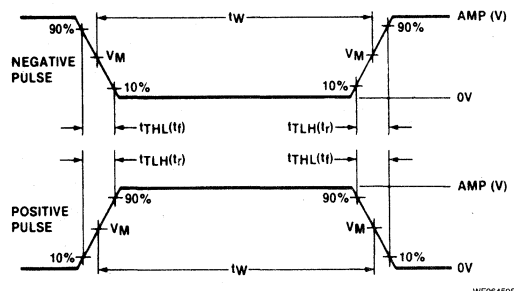 tW
AMP (V)
90%
90%
NEGATIVE
PULSE
VM
VM
10%
10%
0V
tTHL(tf)
tTLH(tr)
tTLH(tr)
tTHL(tf)
AMP (V)
90%
90%
POSITIVE
PULSE
VM
VM
10%
10%
tW
0V